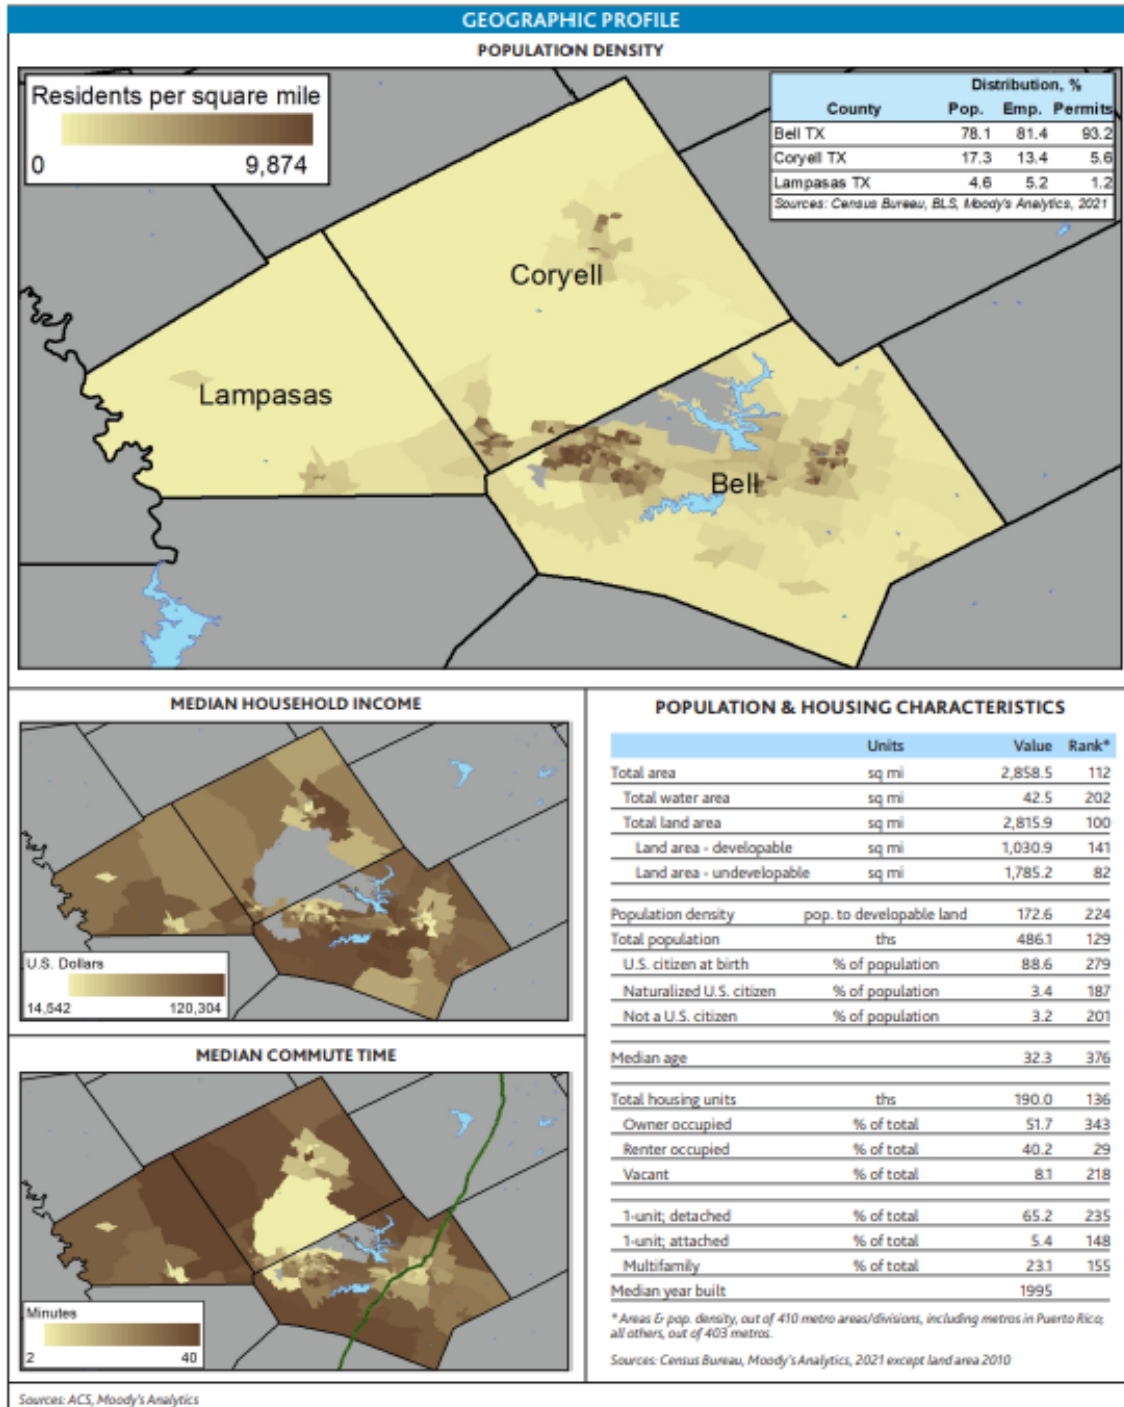 GEOGRAPHIC PROFILE
POPULATION DENSITY
Residents per square mile
0 9,874
Distribution, %
County Pop. Emp. Permits
Bell TX 78.1 81.4 93.2
Coryell TX 17.3 13.4 5.6
Lampasas TX 4.6 5.2 1.2
Sources: Census Bureau, BLS, Moody's Analytics, 2021
Coryell
Lampasas
Bell
MEDIAN HOUSEHOLD INCOME
U.S. Dollars
14,542 120,304
MEDIAN COMMUTE TIME
Minutes
2 40
POPULATION & HOUSING CHARACTERISTICS
Units Value Rank*
Total area sq mi 2,858.5 112
Total water area sq mi 42.5 202
Total land area sq mi 2,815.9 100
Land area - developable sq mi 1,030.9 141
Land area - undevelopable sq mi 1,785.2 82
Population density pop. to developable land 172.6 224
Total population ths 486.1 129
U.S. citizen at birth % of population 88.6 279
Naturalized U.S. citizen % of population 3.4 187
Not a U.S. citizen % of population 3.2 201
Median age 32.3 376
Total housing units ths 190.0 136
Owner occupied % of total 51.7 343
Renter occupied % of total 40.2 29
Vacant % of total 8.1 218
1-unit; detached % of total 65.2 235
1-unit; attached % of total 5.4 148
Multifamily % of total 23.1 155
Median year built 1995
* Areas & pop. density, out of 410 metro areas/divisions, including metros in Puerto Rico;
all others, out of 403 metros.
Sources: Census Bureau, Moody's Analytics, 2021 except land area 2010
Sources: ACS, Moody's Analytics